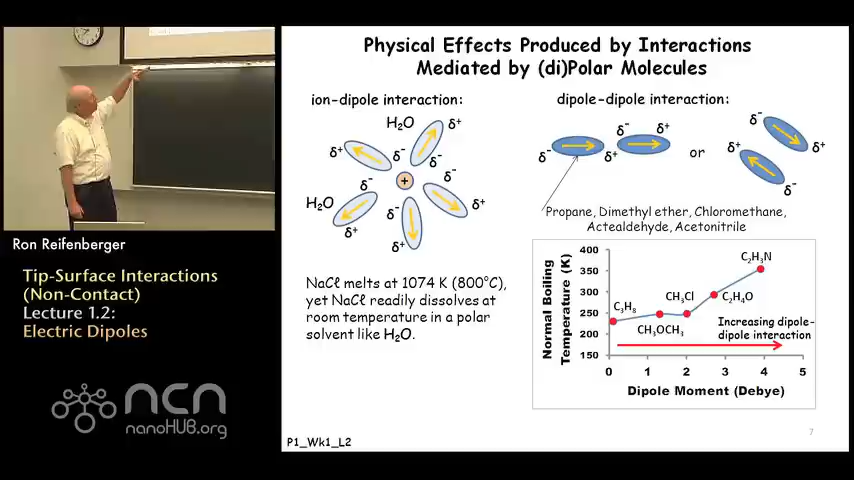 Physical Effects Produced by Interactions
Mediated by (di)Polar Molecules
ion-dipole interaction:
H₂O
δ⁺
δ⁺
δ⁻
δ⁻
δ⁻
+
δ⁻
H₂O
δ⁺
δ⁻
δ⁺
δ⁺
NaCl melts at 1074 K (800°C),
yet NaCl readily dissolves at
room temperature in a polar
solvent like H₂O.
dipole-dipole interaction:
δ⁻
δ⁺
δ⁻
δ⁺
or
δ⁻
δ⁺
δ⁺
δ⁻
Propane, Dimethyl ether, Chloromethane,
Actealdehyde, Acetonitrile
Normal Boiling
Temperature (K)
400
350
300
250
200
150
C₃H₈
CH₃OCH₃
CH₃Cl
C₂H₄O
C₂H₃N
Increasing dipole-
dipole interaction
0 1 2 3 4 5
Dipole Moment (Debye)
7
P1_Wk1_L2
Ron Reifenberger
Tip-Surface Interactions
(Non-Contact)
Lecture 1.2:
Electric Dipoles
ncn
nanoHUB.org